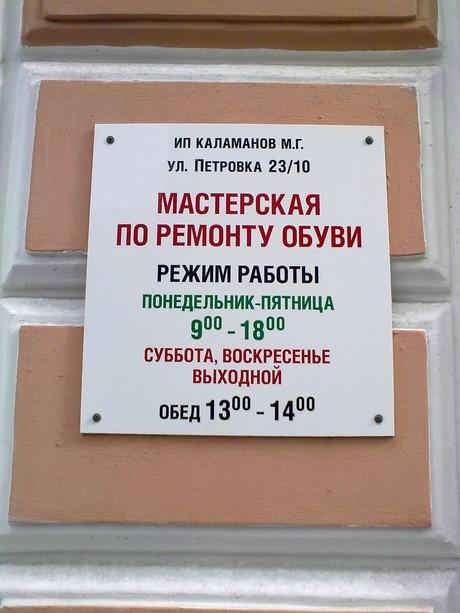 ИП КАЛАМАНОВ М.Г.
УЛ. ПЕТРОВКА 23/10
МАСТЕРСКАЯ
ПО РЕМОНТУ ОБУВИ
РЕЖИМ РАБОТЫ
ПОНЕДЕЛЬНИК-ПЯТНИЦА
9⁰⁰ - 18⁰⁰
СУББОТА, ВОСКРЕСЕНЬЕ
ВЫХОДНОЙ
ОБЕД 13⁰⁰ - 14⁰⁰